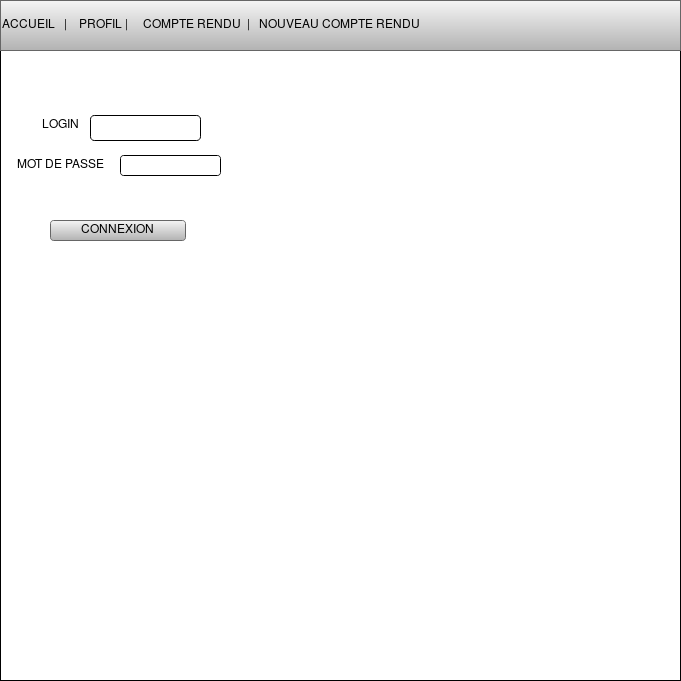 ACCUEIL | PROFIL | COMPTE RENDU | NOUVEAU COMPTE RENDU
LOGIN
MOT DE PASSE
CONNEXION